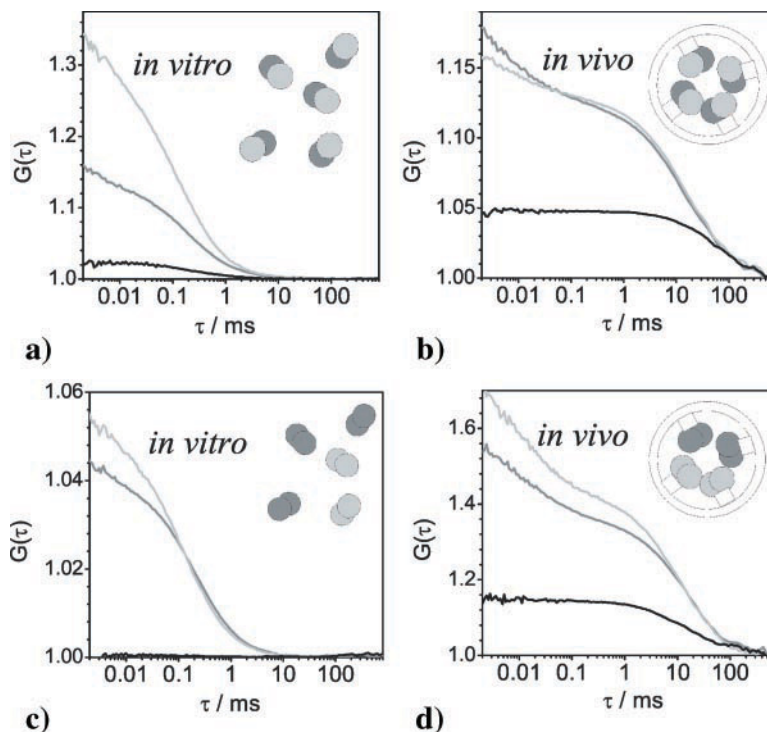 in vitro
G(τ)
1.3
1.2
1.1
1.0
0.01 0.1 1 10 100
τ / ms
a)
in vivo
G(τ)
1.15
1.10
1.05
1.00
0.01 0.1 1 10 100
τ / ms
b)
in vitro
G(τ)
1.06
1.04
1.02
1.00
0.01 0.1 1 10 100
τ / ms
c)
in vivo
G(τ)
1.6
1.4
1.2
1.0
0.01 0.1 1 10 100
τ / ms
d)